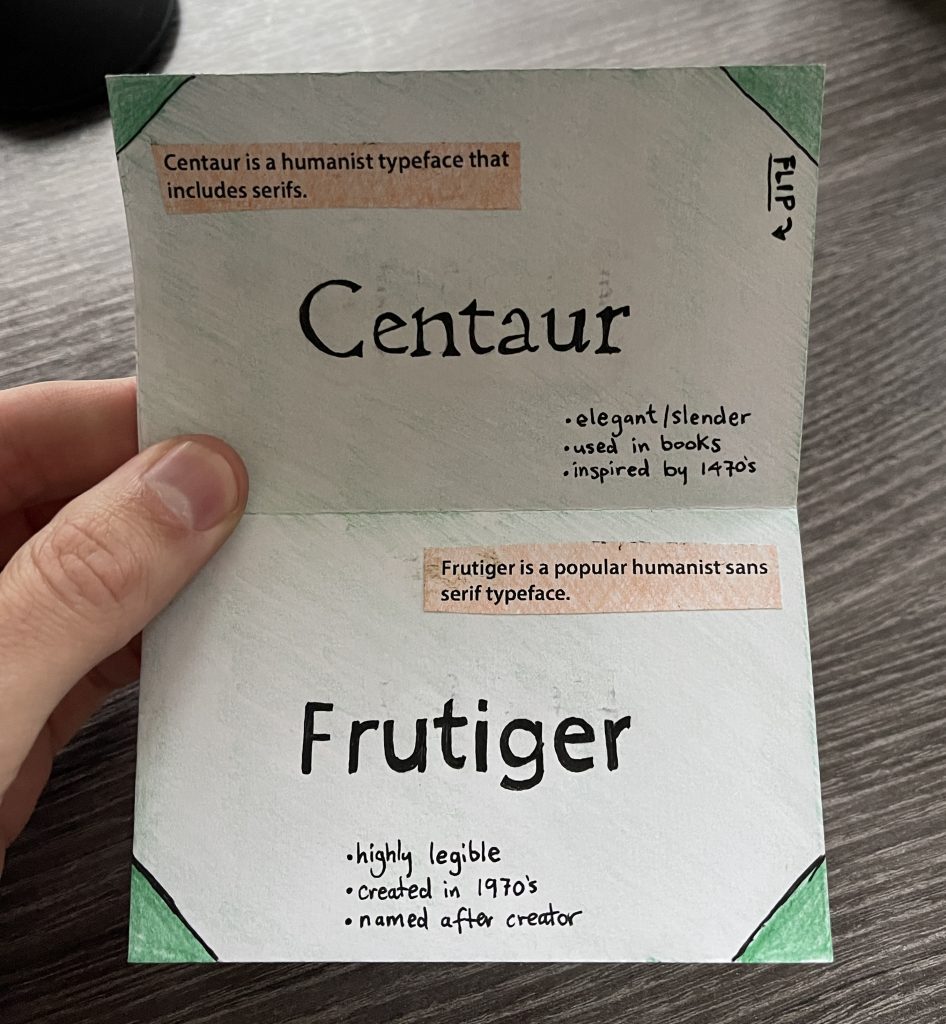 Centaur is a humanist typeface that
includes serifs.
FLIP
Centaur
• elegant/slender
• used in books
• inspired by 1470's
Frutiger is a popular humanist sans
serif typeface.
Frutiger
• highly legible
• created in 1970's
• named after creator